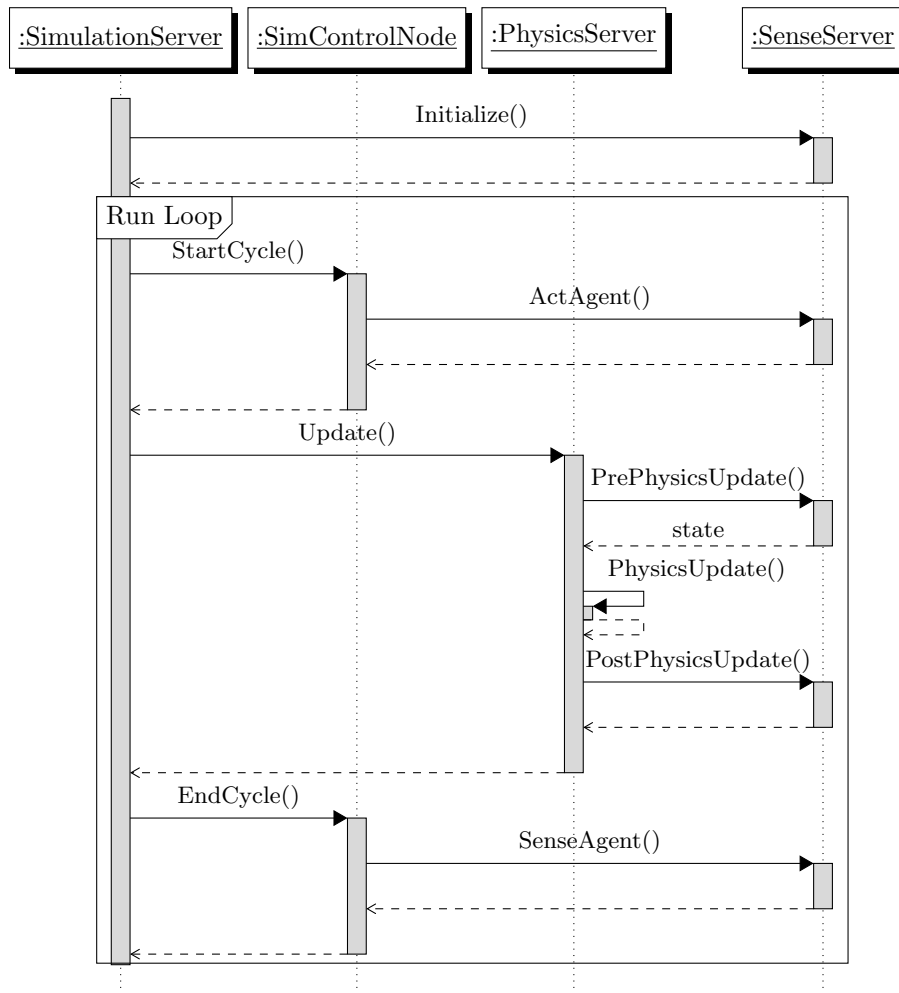 :SimulationServer
:SimControlNode
:PhysicsServer
:SenseServer
Initialize()
Run Loop
StartCycle()
ActAgent()
Update()
PrePhysicsUpdate()
state
PhysicsUpdate()
PostPhysicsUpdate()
EndCycle()
SenseAgent()